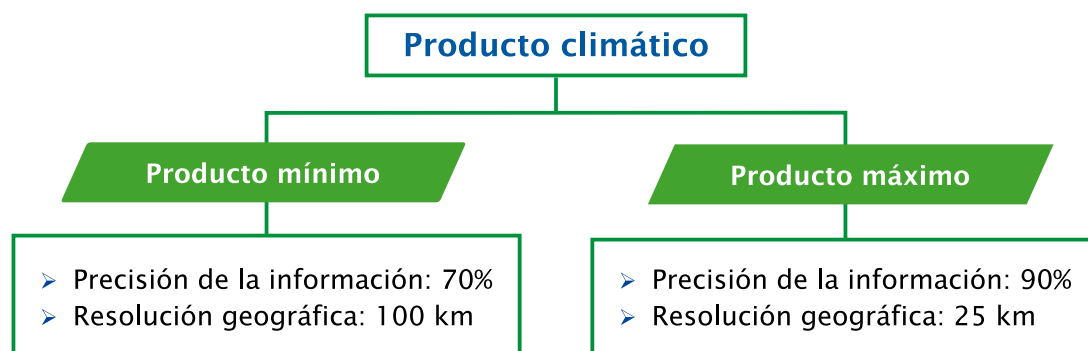 Producto climático
Producto mínimo
Producto máximo
➢ Precisión de la información: 70%
➢ Resolución geográfica: 100 km
➢ Precisión de la información: 90%
➢ Resolución geográfica: 25 km